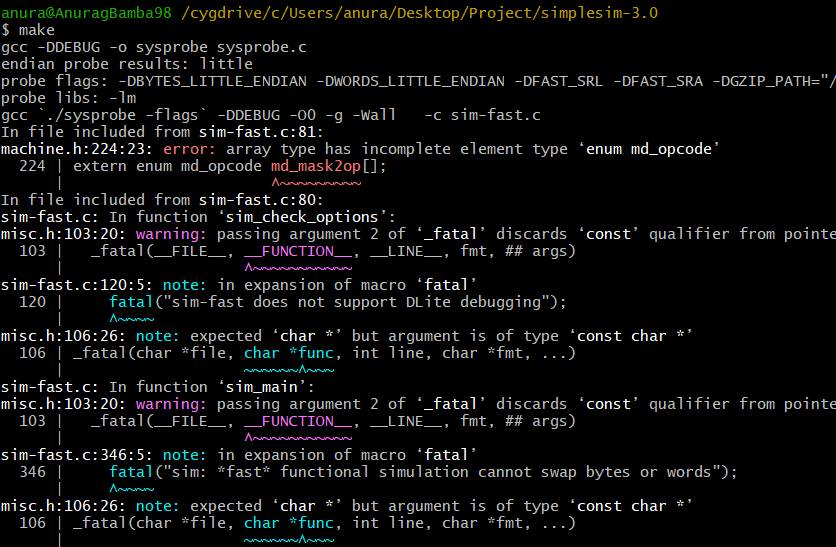 anura@AnuragBamba98 /cygdrive/c/Users/anura/Desktop/Project/simplesim-3.0
$ make
gcc -DDEBUG -o sysprobe sysprobe.c
endian probe results: little
probe flags: -DBYTES_LITTLE_ENDIAN -DWORDS_LITTLE_ENDIAN -DFAST_SRL -DFAST_SRA -DGZIP_PATH="/
probe libs: -lm
gcc `./sysprobe -flags` -DDEBUG -O0 -g -Wall   -c sim-fast.c
In file included from sim-fast.c:81:
machine.h:224:23: error: array type has incomplete element type ‘enum md_opcode’
  224 | extern enum md_opcode md_mask2op[];
      |                       ^~~~~~~~~~
In file included from sim-fast.c:80:
sim-fast.c: In function ‘sim_check_options’:
misc.h:103:20: warning: passing argument 2 of ‘_fatal’ discards ‘const’ qualifier from pointe
  103 |   _fatal(__FILE__, __FUNCTION__, __LINE__, fmt, ## args)
      |                    ^~~~~~~~~~~~
sim-fast.c:120:5: note: in expansion of macro ‘fatal’
  120 |     fatal("sim-fast does not support DLite debugging");
      |     ^~~~~
misc.h:106:26: note: expected ‘char *’ but argument is of type ‘const char *’
  106 | _fatal(char *file, char *func, int line, char *fmt, ...)
      |                    ~~~~~~^~~~
sim-fast.c: In function ‘sim_main’:
misc.h:103:20: warning: passing argument 2 of ‘_fatal’ discards ‘const’ qualifier from pointe
  103 |   _fatal(__FILE__, __FUNCTION__, __LINE__, fmt, ## args)
      |                    ^~~~~~~~~~~~
sim-fast.c:346:5: note: in expansion of macro ‘fatal’
  346 |     fatal("sim: *fast* functional simulation cannot swap bytes or words");
      |     ^~~~~
misc.h:106:26: note: expected ‘char *’ but argument is of type ‘const char *’
  106 | _fatal(char *file, char *func, int line, char *fmt, ...)
      |                    ~~~~~~^~~~